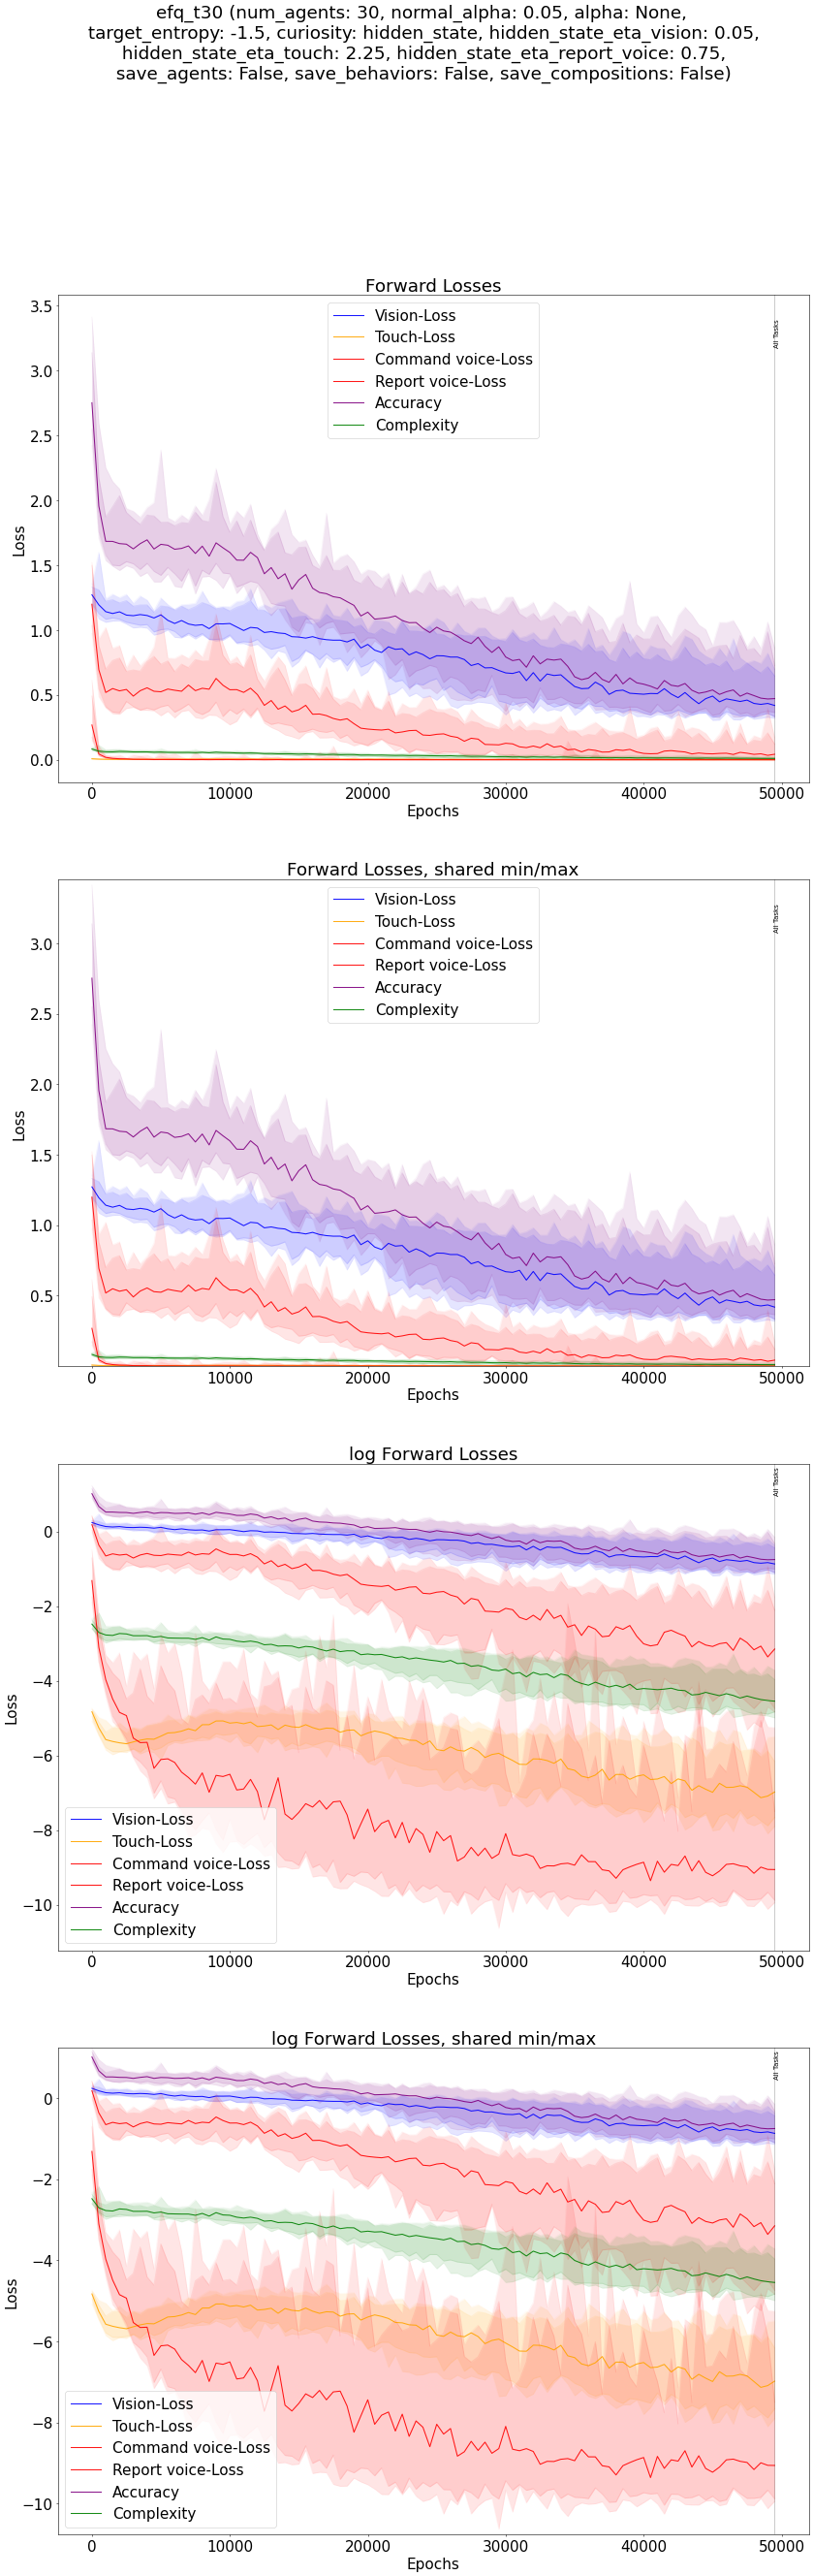 efq_t30 (num_agents: 30, normal_alpha: 0.05, alpha: None,
target_entropy: -1.5, curiosity: hidden_state, hidden_state_eta_vision: 0.05,
hidden_state_eta_touch: 2.25, hidden_state_eta_report_voice: 0.75,
save_agents: False, save_behaviors: False, save_compositions: False)
Forward Losses
3.5
3.0
2.5
2.0
1.5
1.0
0.5
0.0
Loss
Vision-Loss
Touch-Loss
Command voice-Loss
Report voice-Loss
Accuracy
Complexity
All Tasks
0 10000 20000 30000 40000 50000
Epochs
Forward Losses, shared min/max
3.0
2.5
2.0
1.5
1.0
0.5
Loss
Vision-Loss
Touch-Loss
Command voice-Loss
Report voice-Loss
Accuracy
Complexity
All Tasks
0 10000 20000 30000 40000 50000
Epochs
log Forward Losses
0
−2
−4
−6
−8
−10
Loss
All Tasks
Vision-Loss
Touch-Loss
Command voice-Loss
Report voice-Loss
Accuracy
Complexity
0 10000 20000 30000 40000 50000
Epochs
log Forward Losses, shared min/max
0
−2
−4
−6
−8
−10
Loss
All Tasks
Vision-Loss
Touch-Loss
Command voice-Loss
Report voice-Loss
Accuracy
Complexity
0 10000 20000 30000 40000 50000
Epochs